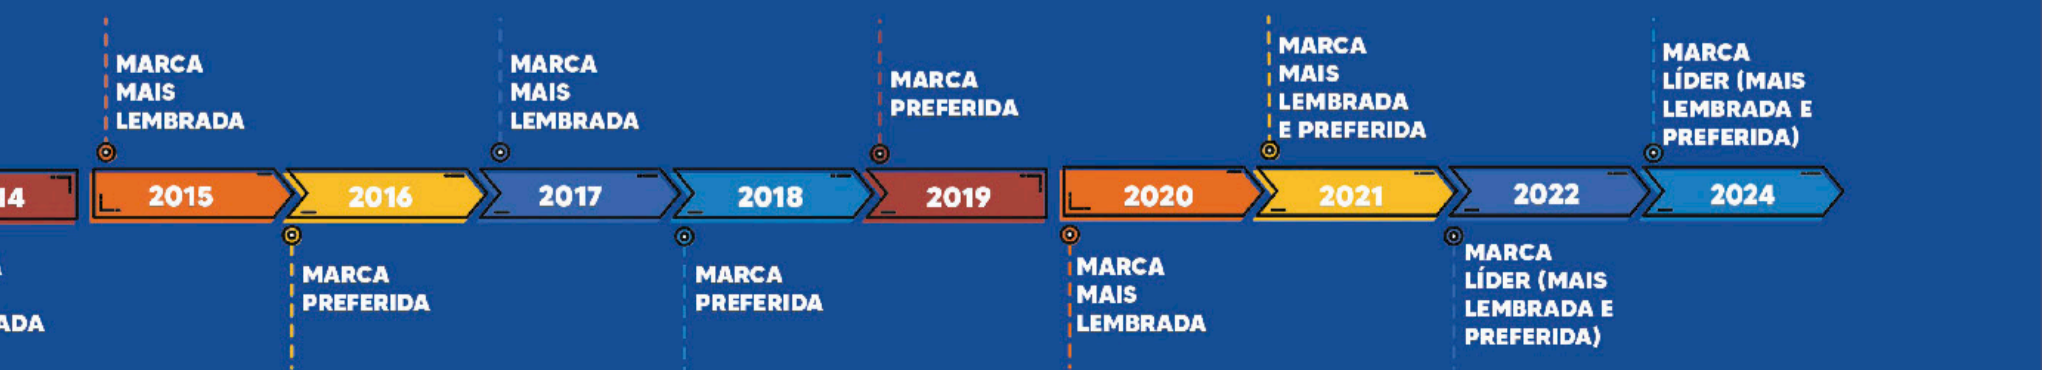 MARCA
MAIS
LEMBRADA
MARCA
MAIS
LEMBRADA
MARCA
PREFERIDA
MARCA
MAIS
LEMBRADA
E PREFERIDA
MARCA
LÍDER (MAIS
LEMBRADA E
PREFERIDA)
14
2015
2016
2017
2018
2019
2020
2021
2022
2024
ADA
MARCA
PREFERIDA
MARCA
PREFERIDA
MARCA
MAIS
LEMBRADA
MARCA
LÍDER (MAIS
LEMBRADA E
PREFERIDA)